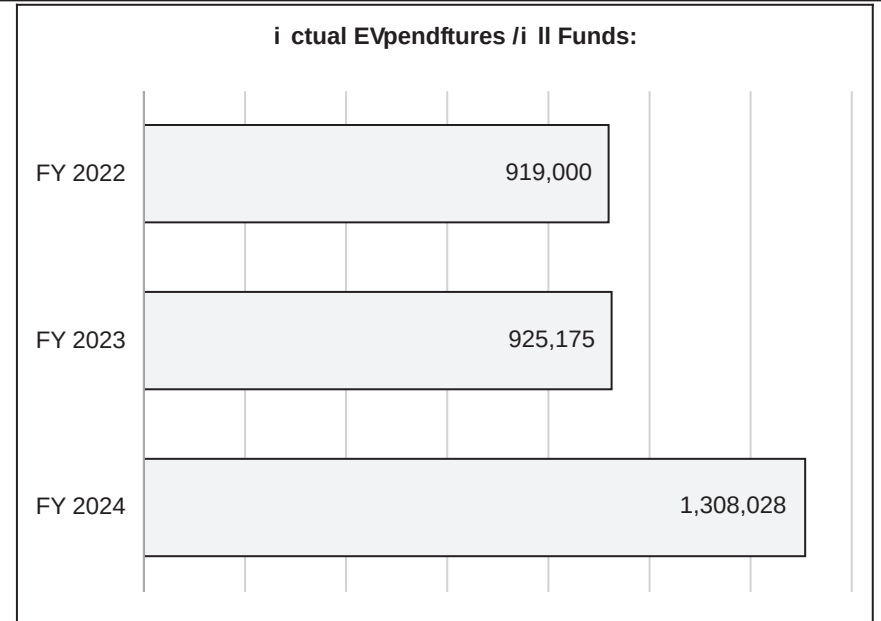 i ctual EVpendftures /i ll Funds:
FY 2022
919,000
FY 2023
925,175
FY 2024
1,308,028